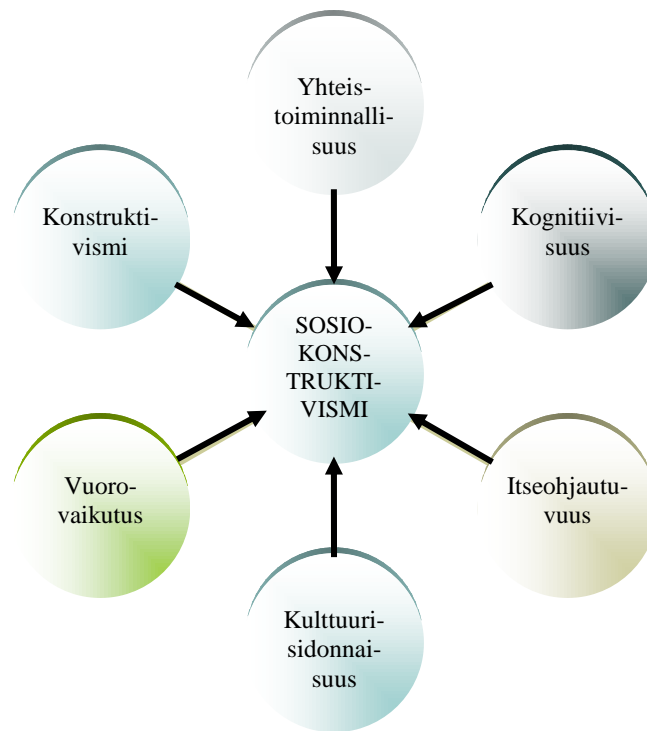 Yhteis-
toiminnalli-
suus
Konstrukti-
vismi
Kognitiivi-
suus
SOSIO-
KONS-
TRUKTI-
VISMI
Vuoro-
vaikutus
Itseohjautu-
vuus
Kulttuuri-
sidonnai-
suus